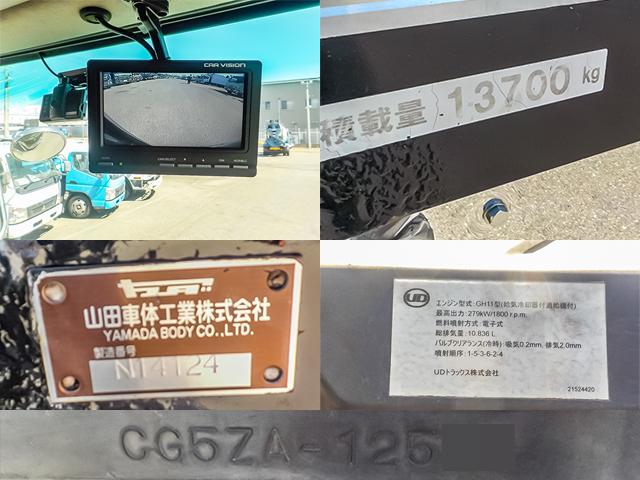 CAR VISION
積載量 13700 kg
ヤマダ
山田車体工業株式会社
YAMADA BODY CO.,LTD.
製造番号
N14124
UD
エンジン型式: GH11型(給気冷却器付過給機付)
最高出力: 279kW/1800 r.p.m.
燃料噴射方式: 電子式
総排気量: 10.836 L
バルブクリアランス(冷時): 吸気0.2mm, 排気2.0mm
噴射順序: 1-5-3-6-2-4
UDトラックス株式会社
21524420
CG5ZA-125